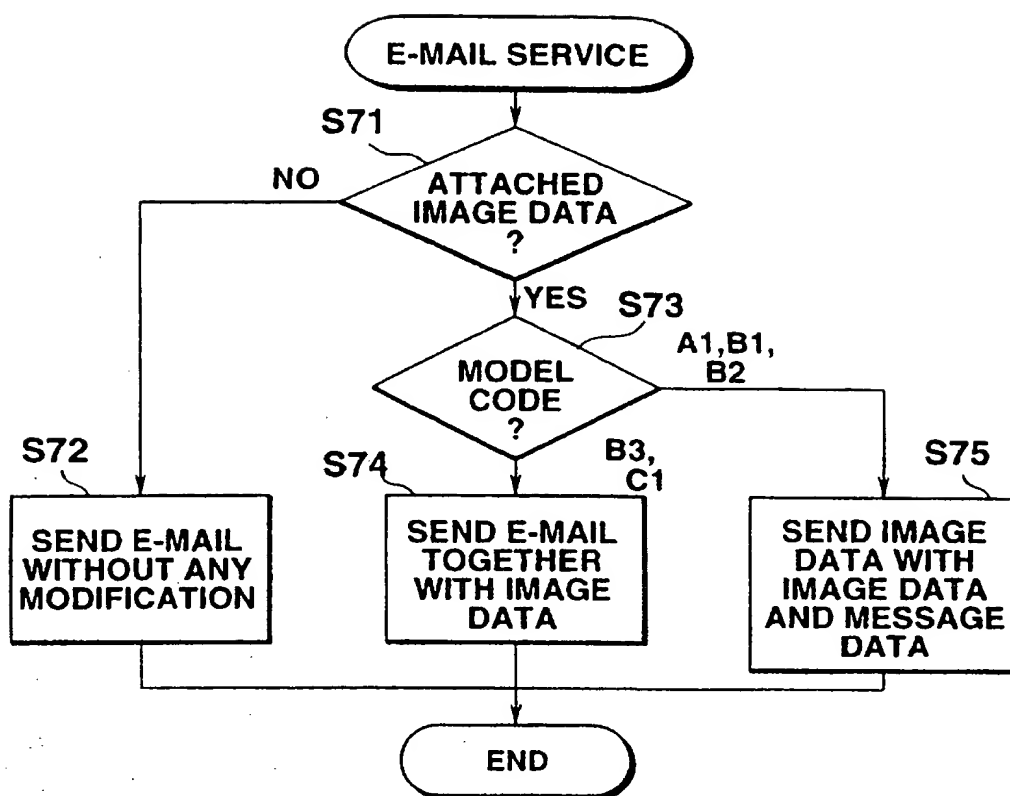 E-MAIL SERVICE
S71
NO
ATTACHED
IMAGE DATA
?
YES
S73
A1,B1,
B2
MODEL
CODE
?
B3,
C1
S72
SEND E-MAIL
WITHOUT ANY
MODIFICATION
S74
SEND E-MAIL
TOGETHER
WITH IMAGE
DATA
S75
SEND IMAGE
DATA WITH
IMAGE DATA
AND MESSAGE
DATA
END